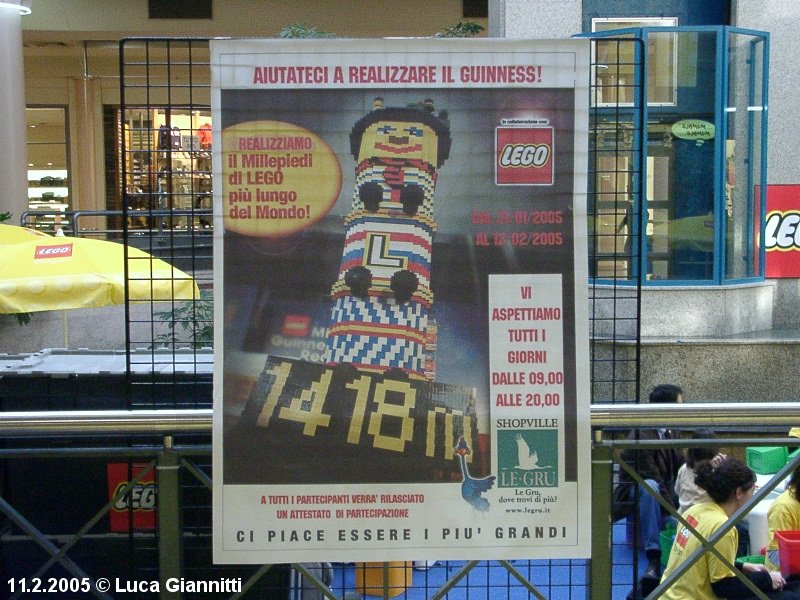 AIUTATECI A REALIZZARE IL GUINNESS!
REALIZZIAMO
il Millepiedi
di LEGO
più lungo
del Mondo!
in collaborazione con
LEGO
DAL 21/01/2005
AL 12/02/2005
L
VI
ASPETTIAMO
TUTTI I
GIORNI
DALLE 09,00
ALLE 20,00
1418m
SHOPVILLE
LE GRU
Le Gru,
dove trovi di più?
www.legru.it
A TUTTI I PARTECIPANTI VERRA' RILASCIATO
UN ATTESTATO DI PARTECIPAZIONE
CI PIACE ESSERE I PIU' GRANDI
LEGO
LEGO
LEGO
11.2.2005 © Luca Giannitti